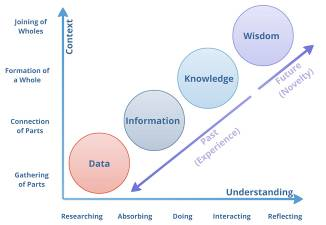 Joining of
Wholes
Context
Wisdom
Formation of
a Whole
Knowledge
Future
(Novelty)
Connection
of Parts
Information
Past
(Experience)
Gathering
of Parts
Data
Understanding
Researching
Absorbing
Doing
Interacting
Reflecting